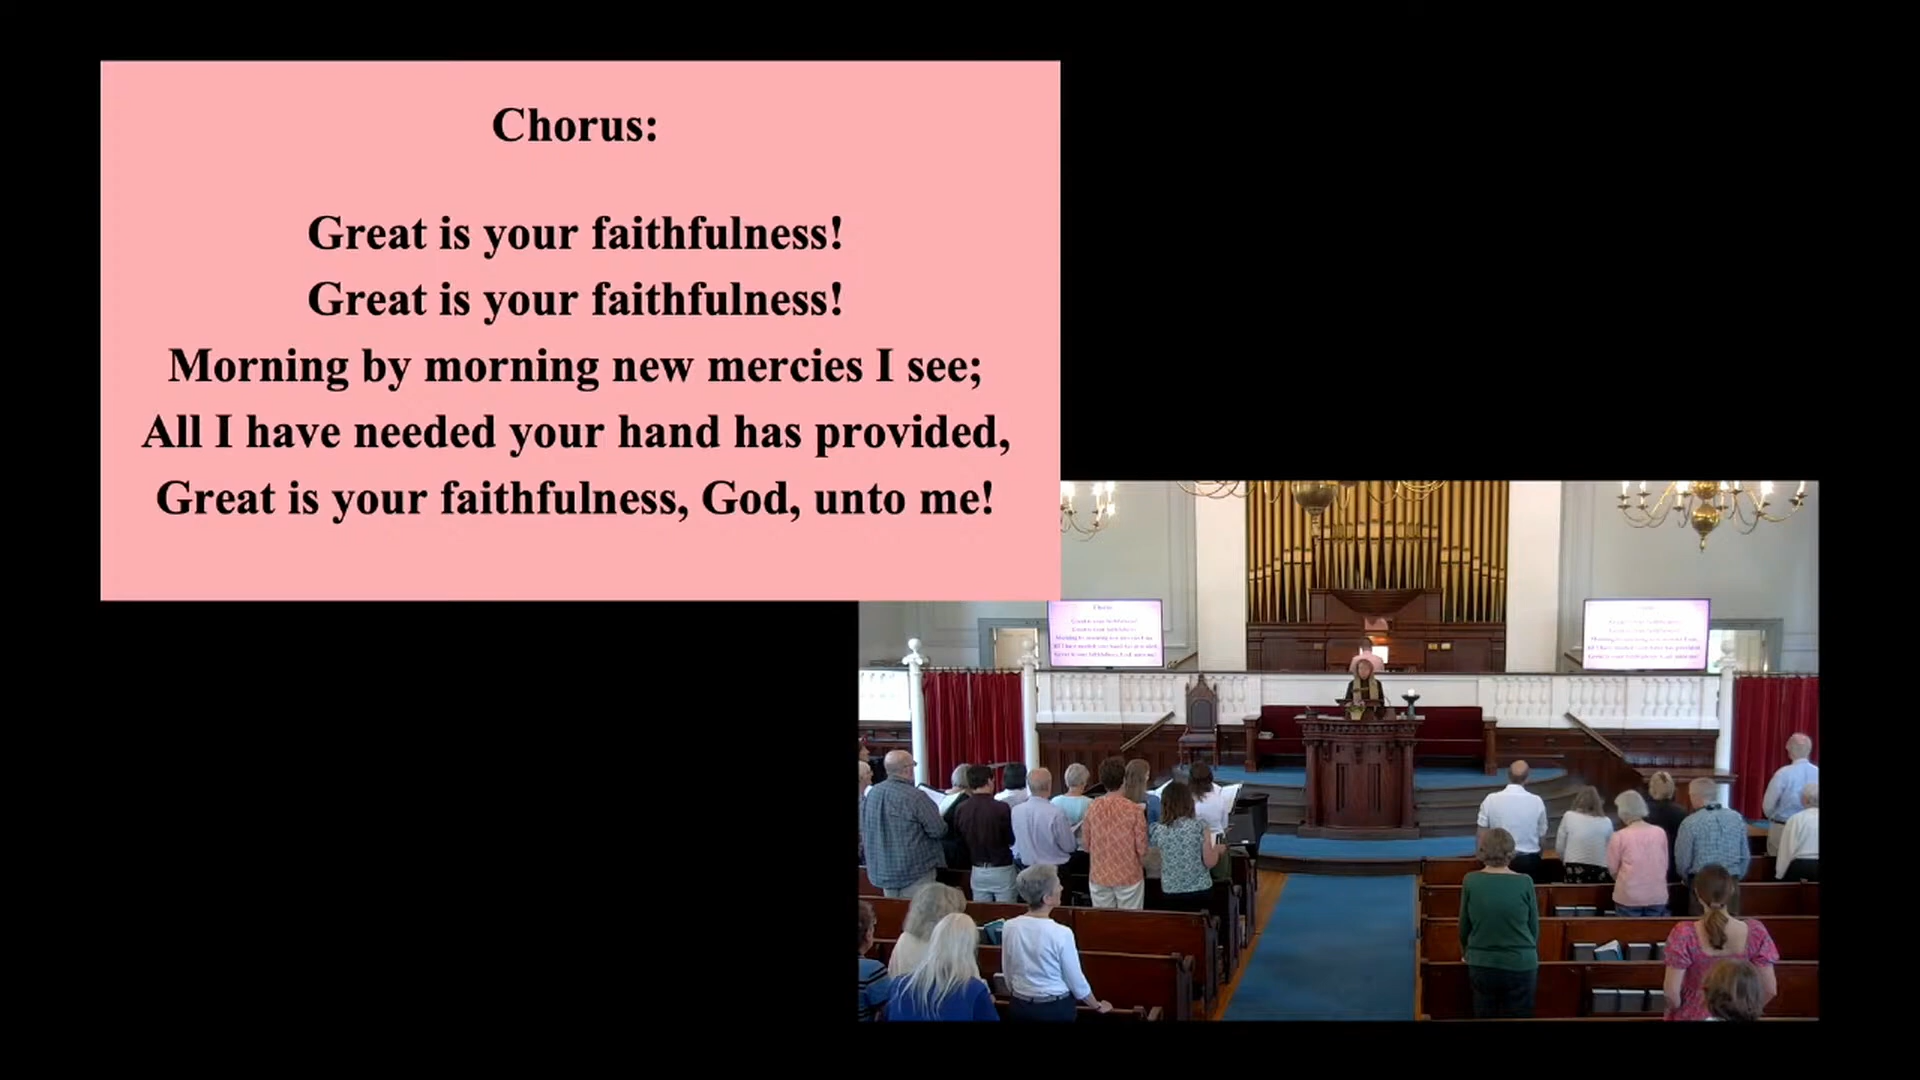 Chorus:
Great is your faithfulness!
Great is your faithfulness!
Morning by morning new mercies I see;
All I have needed your hand has provided,
Great is your faithfulness, God, unto me!